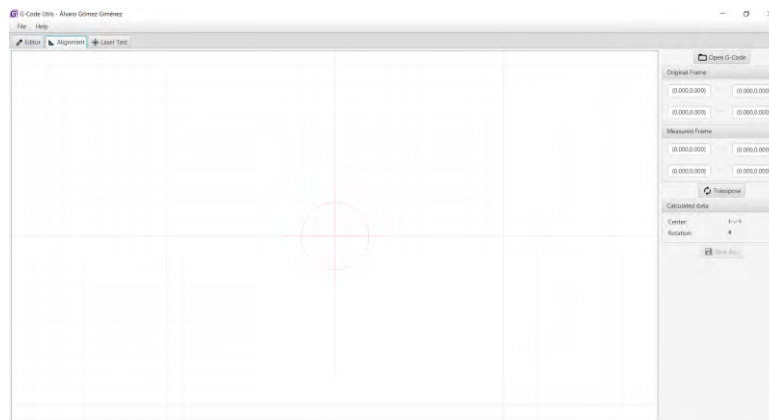 G-Code Utils - Álvaro Gómez Giménez
File Help
Editor Alignment Laser Test
Open G-Code
Original Frame
(0.000,0.000) (0.000,0.000)
(0.000,0.000) (0.000,0.000)
Measured Frame
(0.000,0.000) (0.000,0.000)
(0.000,0.000) (0.000,0.000)
Transpose
Calculated data
Center:
Rotation: